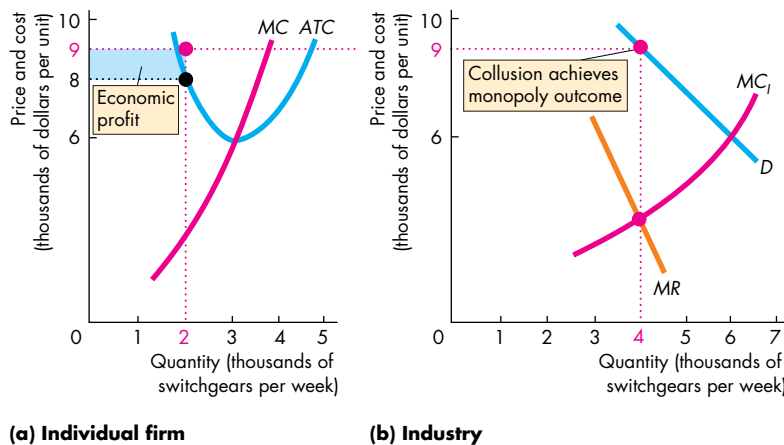 Price and cost
(thousands of dollars per unit)
10
9
8
6
0
MC
ATC
Economic
profit
1
2
3
4
5
Quantity (thousands of
switchgears per week)
(a) Individual firm
Price and cost
(thousands of dollars per unit)
10
9
6
0
Collusion achieves
monopoly outcome
MC_I
D
MR
1
2
3
4
5
6
7
Quantity (thousands of
switchgears per week)
(b) Industry